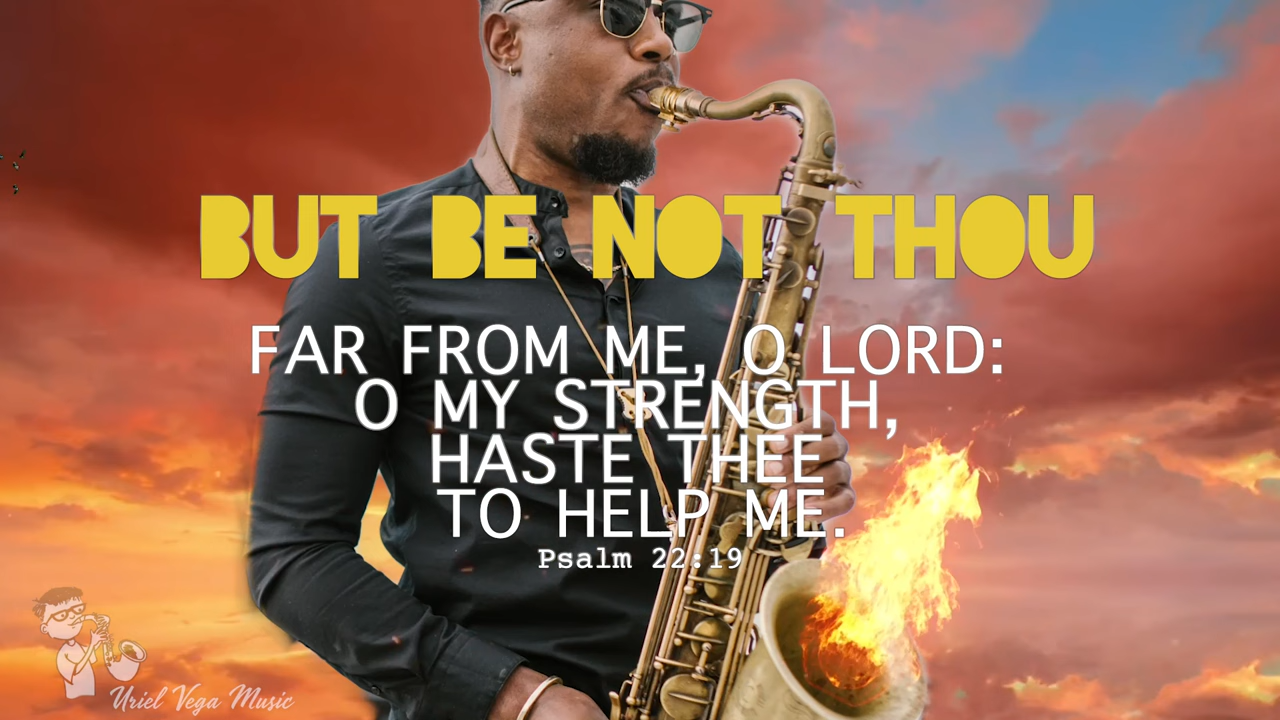 BUT BE NOT THOU
FAR FROM ME, O LORD:
O MY STRENGTH,
HASTE THEE
TO HELP ME.
Psalm 22:19
Uriel Vega Music